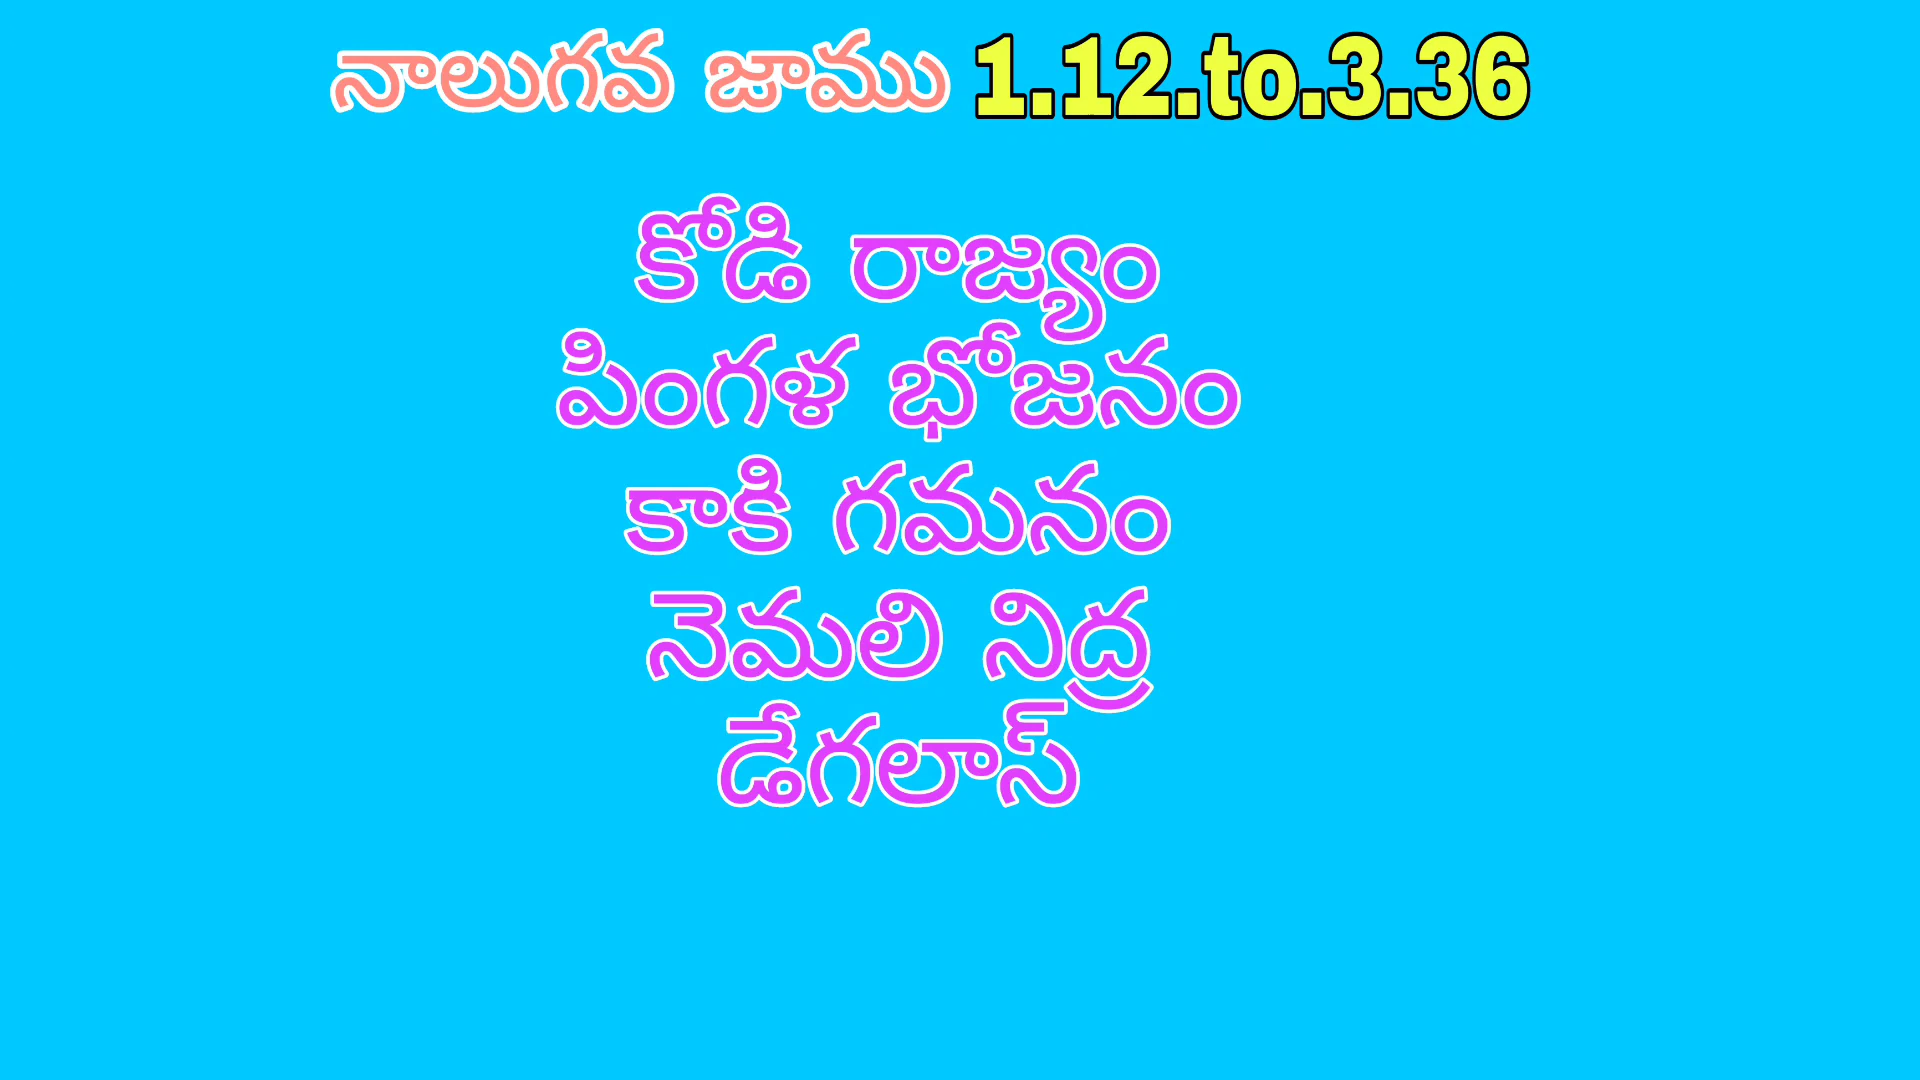 నాలుగవ జాము 1.12.to.3.36
కోడి రాజ్యం
పింగళ భోజనం
కాకి గమనం
నెమలి నిద్ర
డేగలాస్